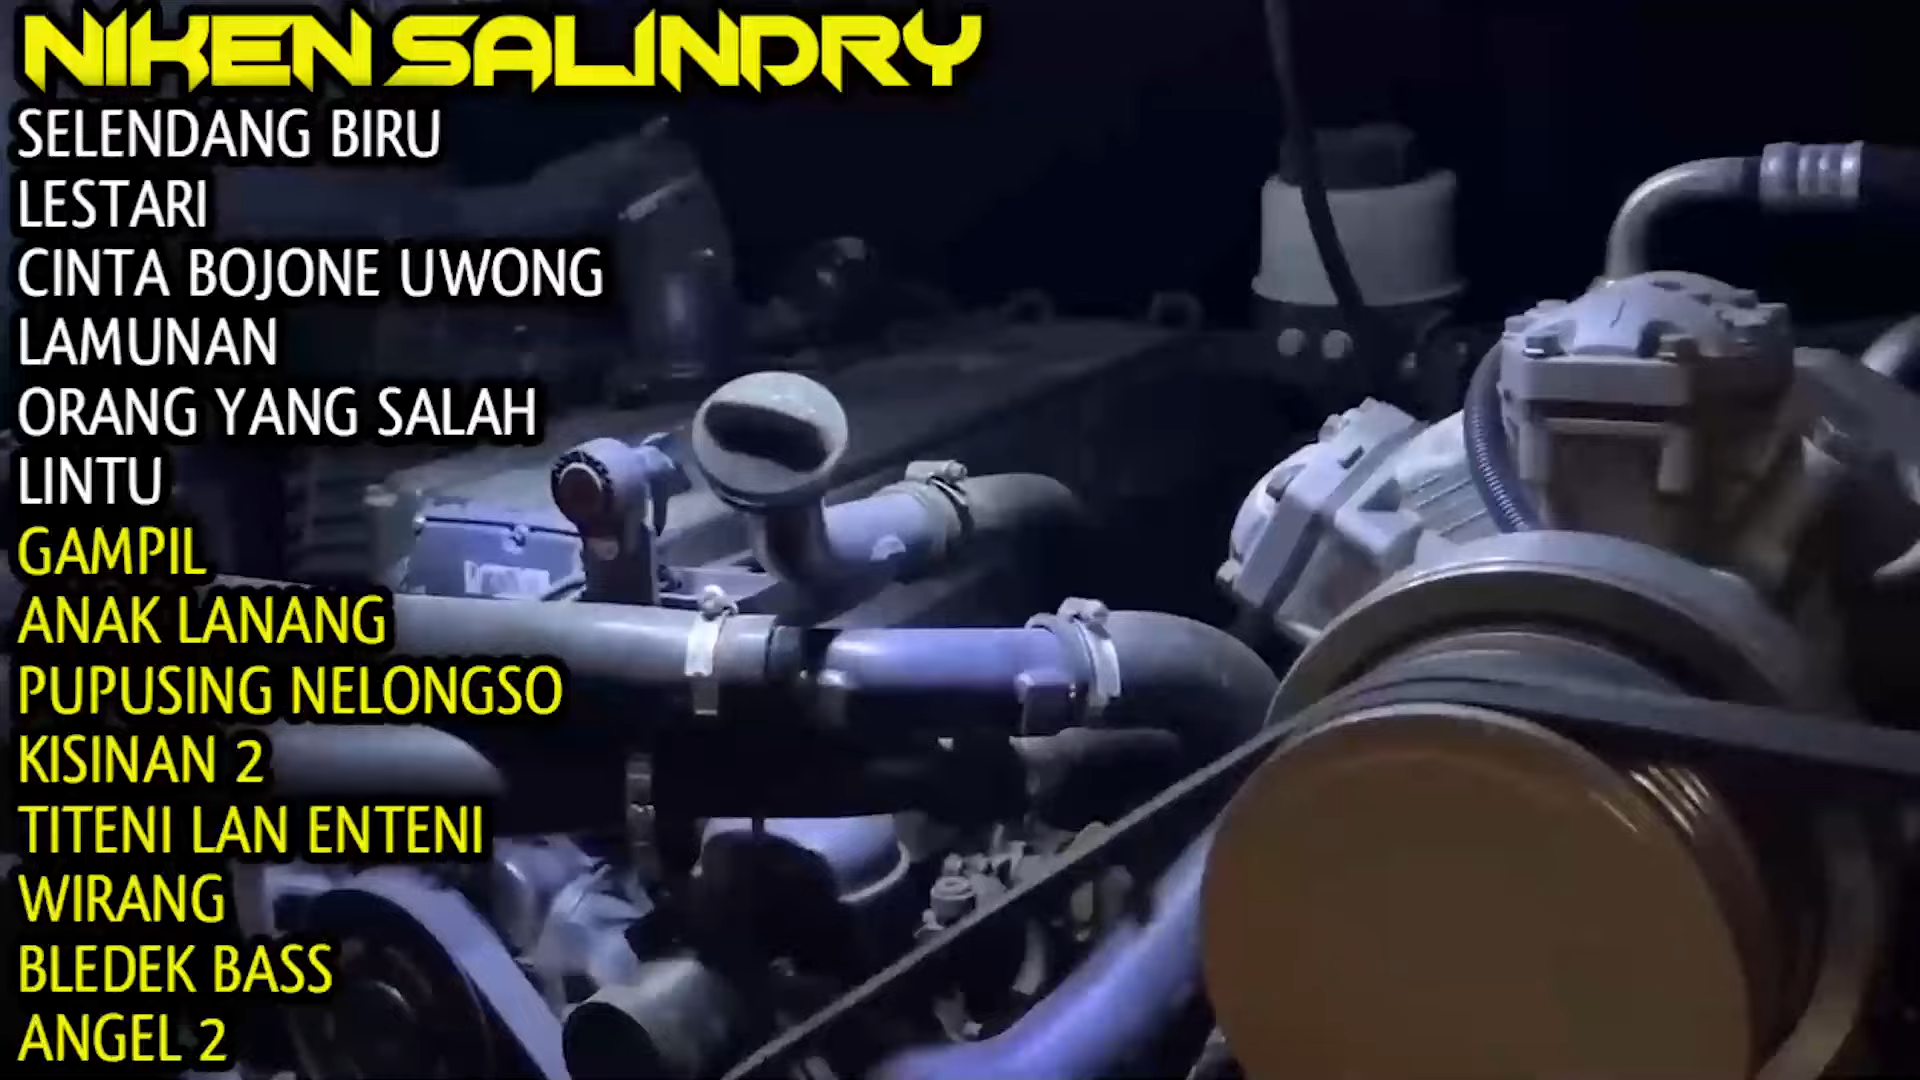 NIKEN SALINDRY
SELENDANG BIRU
LESTARI
CINTA BOJONE UWONG
LAMUNAN
ORANG YANG SALAH
LINTU
GAMPIL
ANAK LANANG
PUPUSING NELONGSO
KISINAN 2
TITENI LAN ENTENI
WIRANG
BLEDEK BASS
ANGEL 2